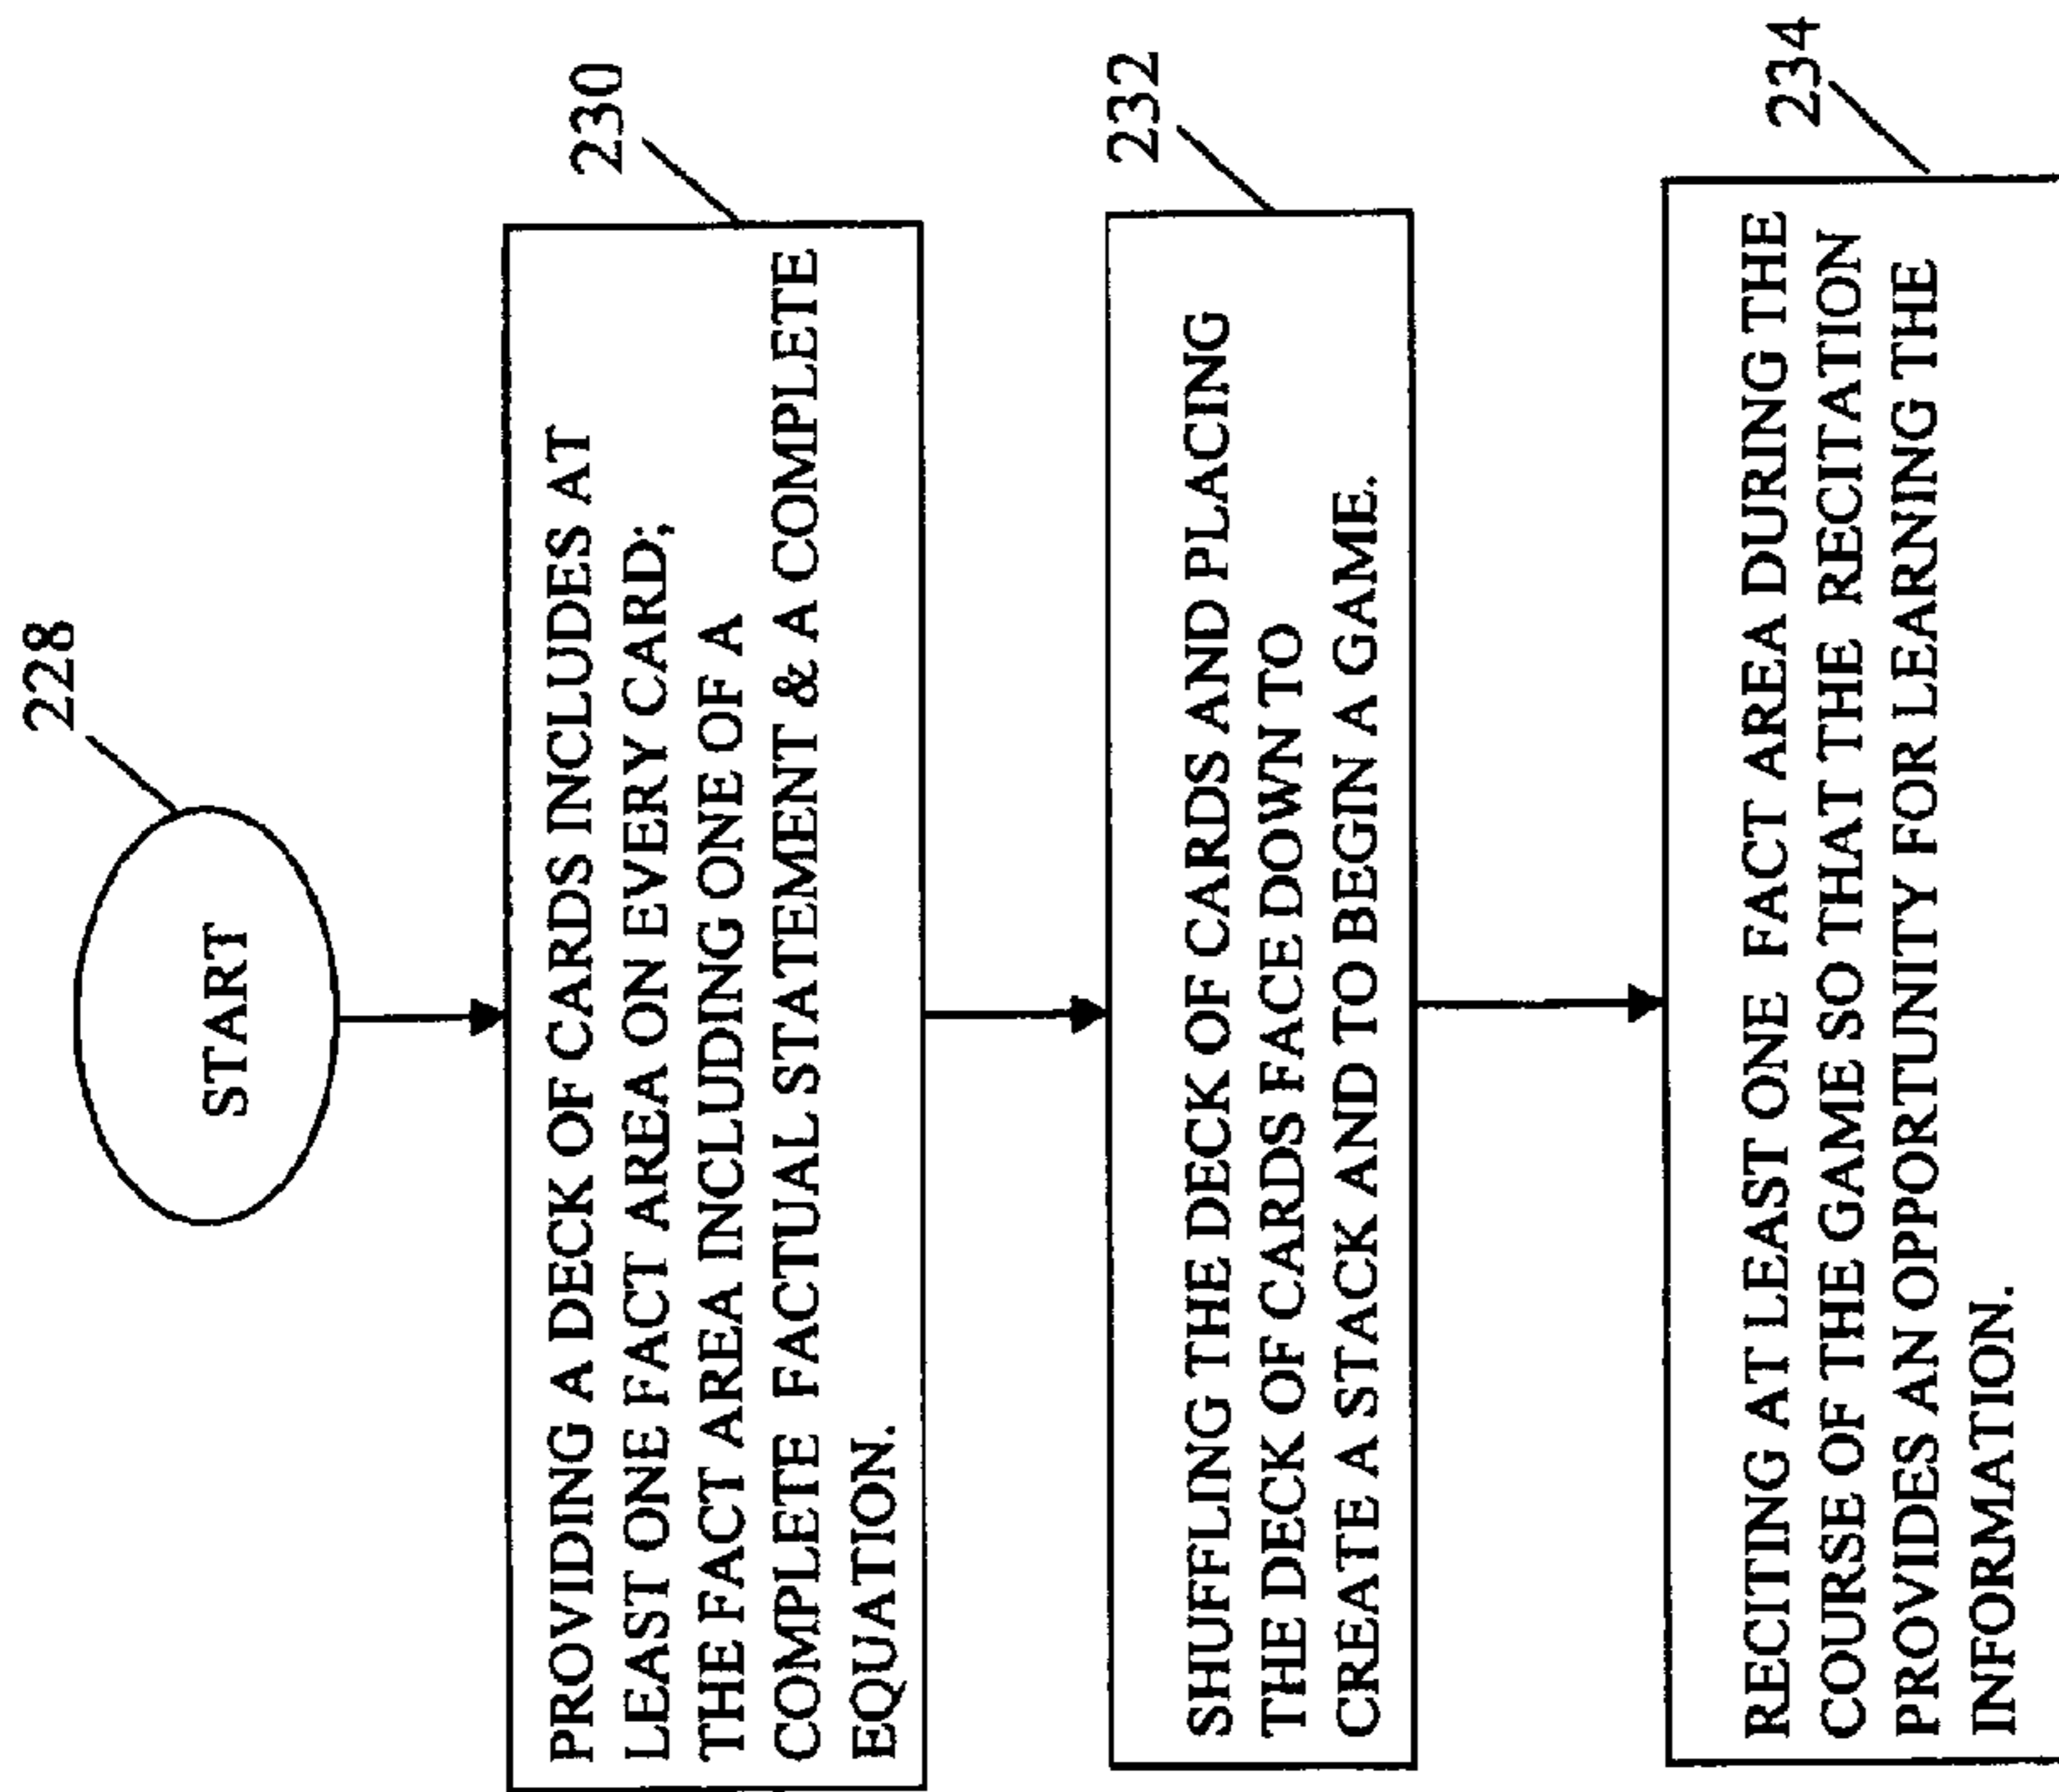 228
START
230
PROVIDING A DECK OF CARDS INCLUDES AT
LEAST ONE FACT AREA ON EVERY CARD;
THE FACT AREA INCLUDING ONE OF A
COMPLETE FACTUAL STATEMENT & A COMPLETE
EQUATION.
232
SHUFFLING THE DECK OF CARDS AND PLACING
THE DECK OF CARDS FACE DOWN TO
CREATE A STACK AND TO BEGIN A GAME.
234
RECITING AT LEAST ONE FACT AREA DURING THE
COURSE OF THE GAME SO THAT THE RECITATION
PROVIDES AN OPPORTUNITY FOR LEARNING THE
INFORMATION.